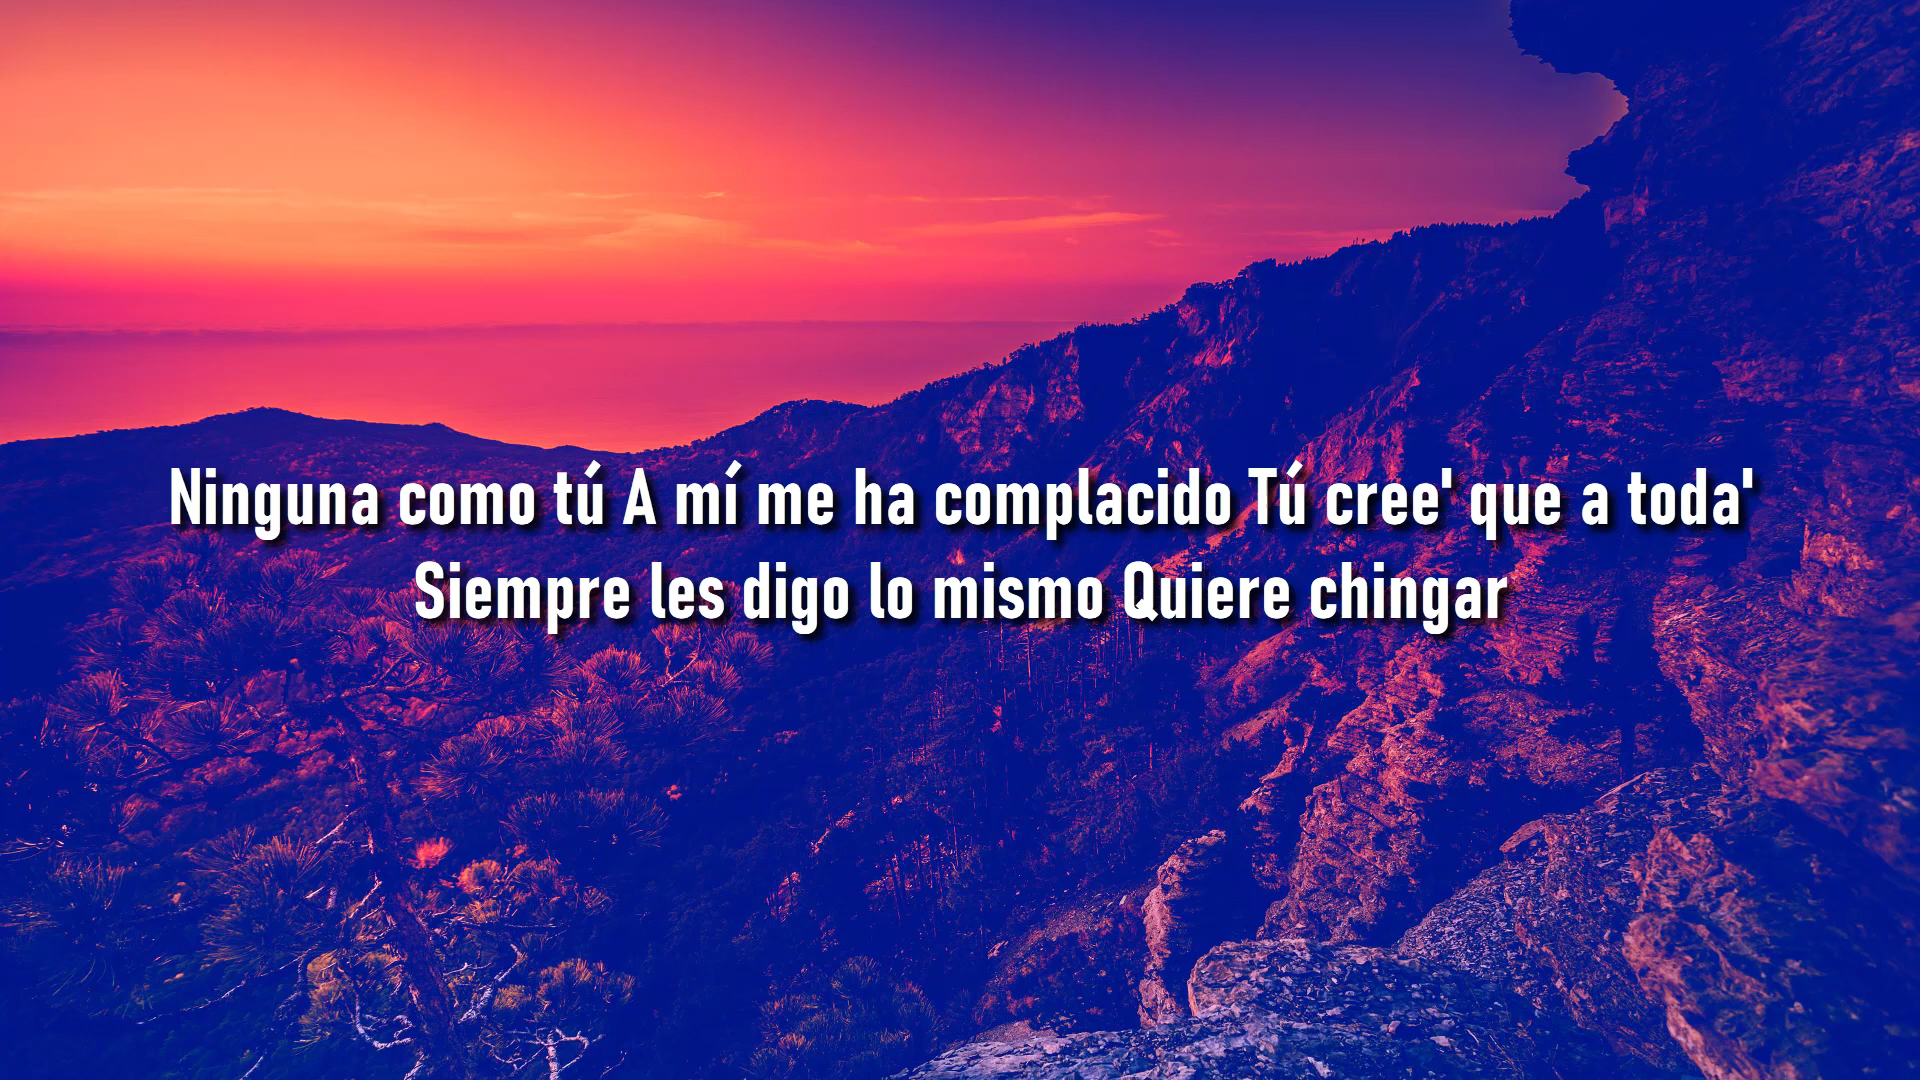 Ninguna como tú A mí me ha complacido Tú cree' que a toda'
Siempre les digo lo mismo Quiere chingar